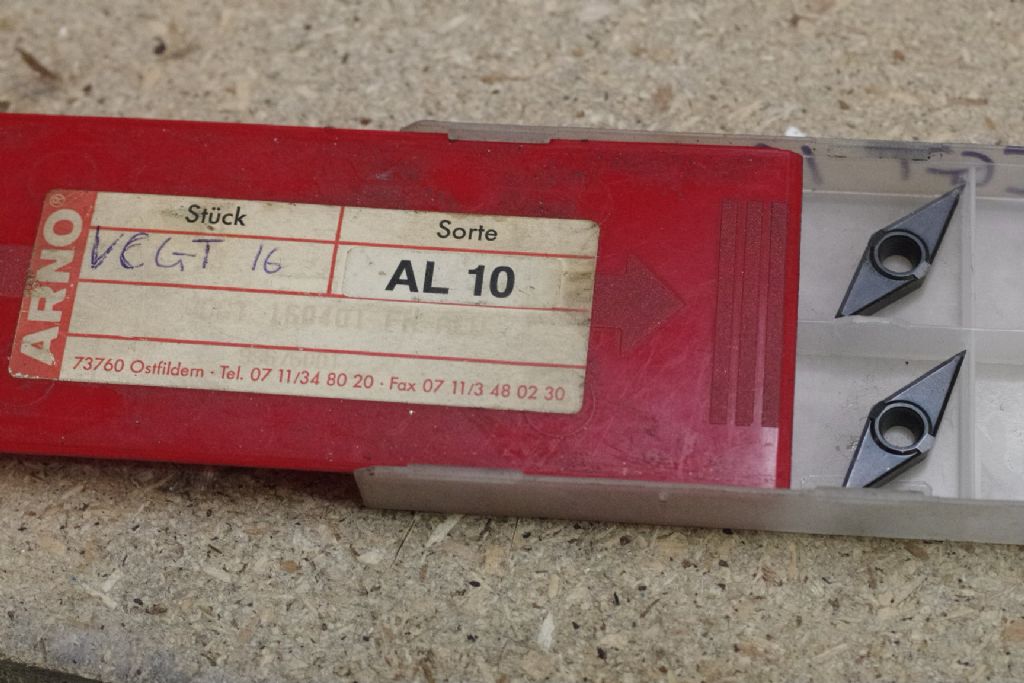 ARNO®
Stück
Sorte
VCGT 16
AL 10
73760 Ostfildern · Tel. 07 11/34 80 20 · Fax 07 11/3 48 02 30